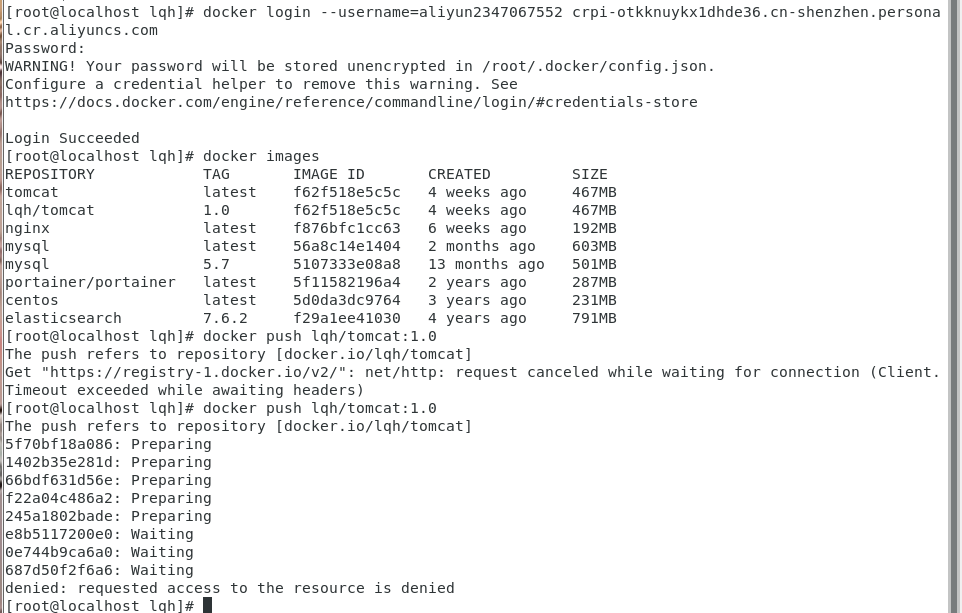 [root@localhost lqh]# docker login --username=aliyun2347067552 crpi-otkknuykx1dhde36.cn-shenzhen.persona
l.cr.aliyuncs.com
Password:
WARNING! Your password will be stored unencrypted in /root/.docker/config.json.
Configure a credential helper to remove this warning. See
https://docs.docker.com/engine/reference/commandline/login/#credentials-store
Login Succeeded
[root@localhost lqh]# docker images
REPOSITORY            TAG       IMAGE ID       CREATED         SIZE
tomcat                latest    f62f518e5c5c   4 weeks ago     467MB
lqh/tomcat            1.0       f62f518e5c5c   4 weeks ago     467MB
nginx                 latest    f876bfc1cc63   6 weeks ago     192MB
mysql                 latest    56a8c14e1404   2 months ago    603MB
mysql                 5.7       5107333e08a8   13 months ago   501MB
portainer/portainer   latest    5f11582196a4   2 years ago     287MB
centos                latest    5d0da3dc9764   3 years ago     231MB
elasticsearch         7.6.2     f29a1ee41030   4 years ago     791MB
[root@localhost lqh]# docker push lqh/tomcat:1.0
The push refers to repository [docker.io/lqh/tomcat]
Get "https://registry-1.docker.io/v2/": net/http: request canceled while waiting for connection (Client.
Timeout exceeded while awaiting headers)
[root@localhost lqh]# docker push lqh/tomcat:1.0
The push refers to repository [docker.io/lqh/tomcat]
5f70bf18a086: Preparing
1402b35e281d: Preparing
66bdf631d56e: Preparing
f22a04c486a2: Preparing
245a1802bade: Preparing
e8b5117200e0: Waiting
0e744b9ca6a0: Waiting
687d50f2f6a6: Waiting
denied: requested access to the resource is denied
[root@localhost lqh]#